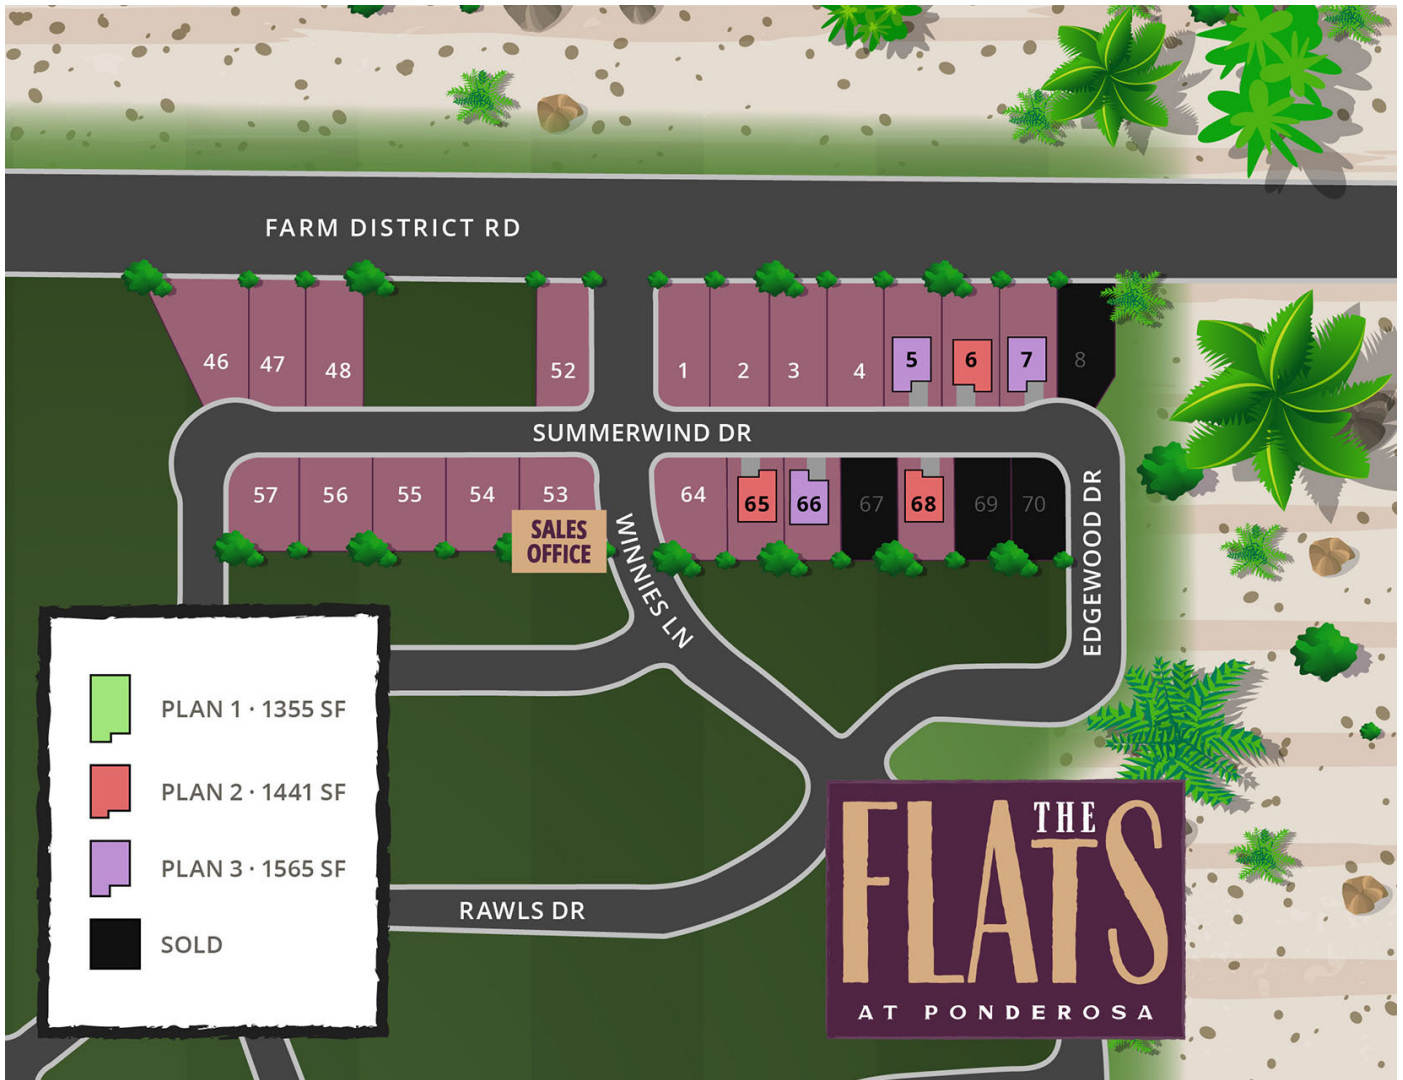 FARM DISTRICT RD
46 47 48 52 1 2 3 4 5 6 7 8
SUMMERWIND DR
57 56 55 54 53 64 65 66 67 68 69 70
SALES
OFFICE
WINNIES LN
EDGEWOOD DR
PLAN 1 · 1355 SF
PLAN 2 · 1441 SF
PLAN 3 · 1565 SF
SOLD
RAWLS DR
THE
FLATS
AT PONDEROSA